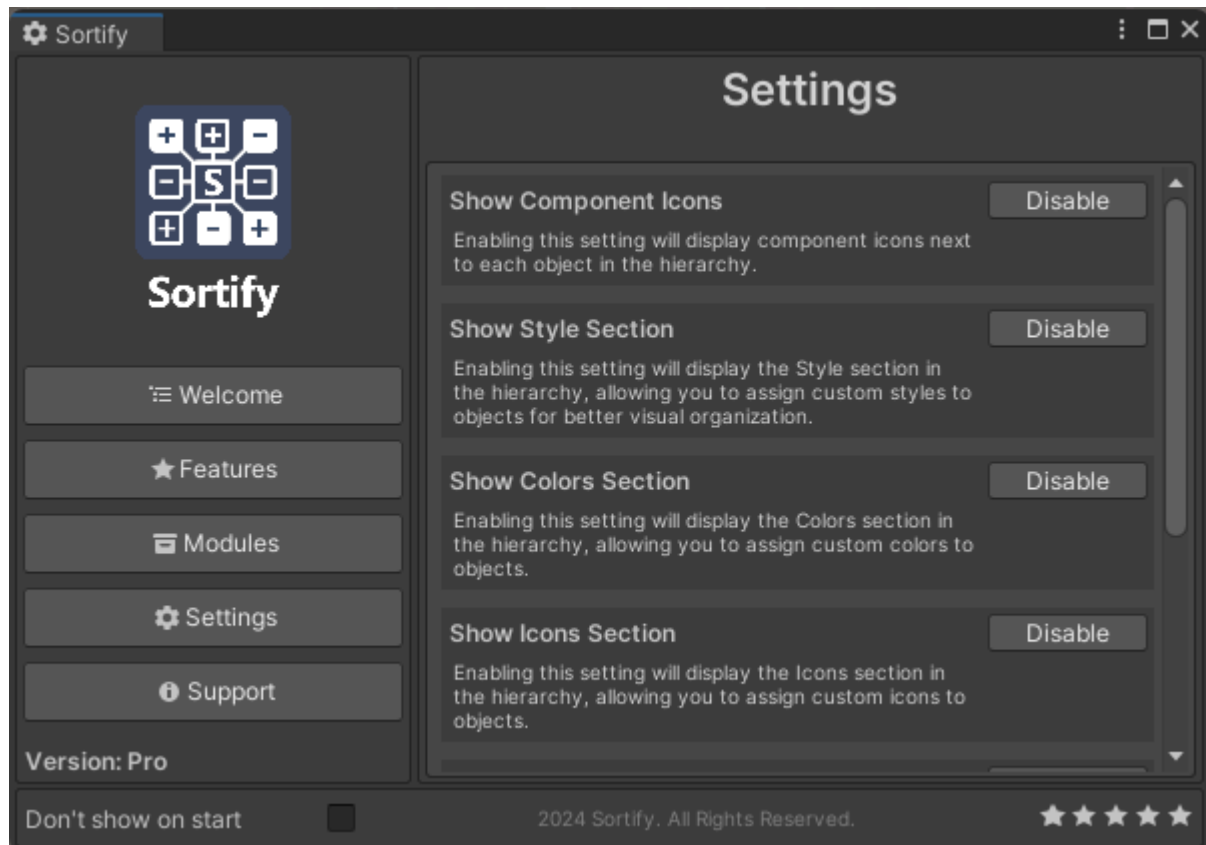 Sortify
Settings
S
Sortify
Welcome
Features
Modules
Settings
Support
Version: Pro
Show Component Icons
Disable
Enabling this setting will display component icons next
to each object in the hierarchy.
Show Style Section
Disable
Enabling this setting will display the Style section in
the hierarchy, allowing you to assign custom styles to
objects for better visual organization.
Show Colors Section
Disable
Enabling this setting will display the Colors section in
the hierarchy, allowing you to assign custom colors to
objects.
Show Icons Section
Disable
Enabling this setting will display the Icons section in
the hierarchy, allowing you to assign custom icons to
objects.
Don't show on start
2024 Sortify. All Rights Reserved.